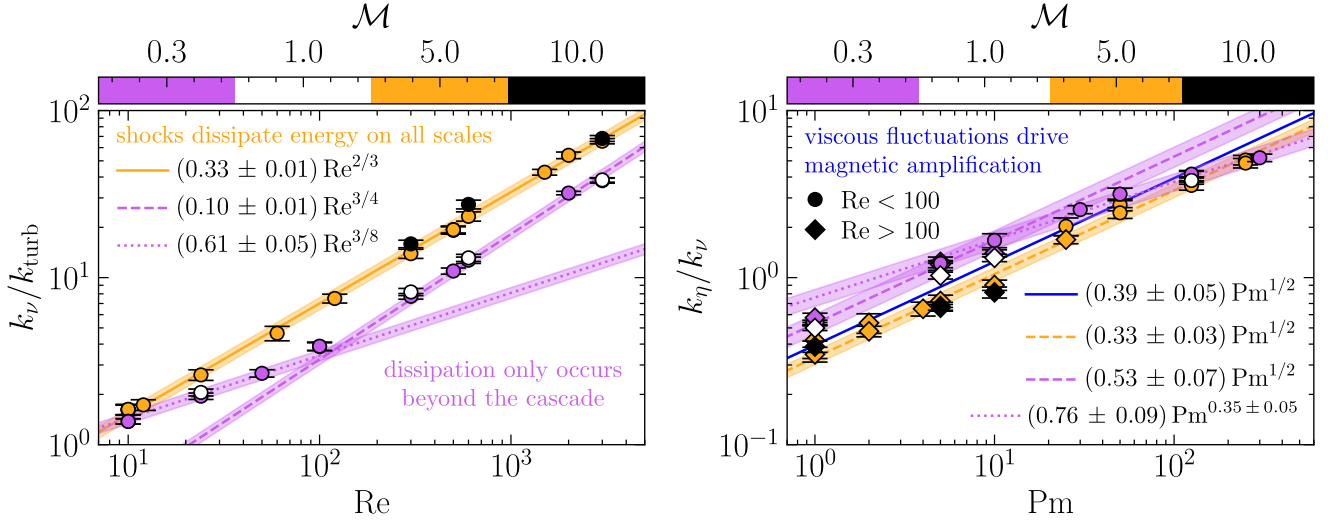 ℳ
0.3 1.0 5.0 10.0
10²
10¹
10⁰
kν/kturb
shocks dissipate energy on all scales
(0.33 ± 0.01) Re^2/3
(0.10 ± 0.01) Re^3/4
(0.61 ± 0.05) Re^3/8
dissipation only occurs
beyond the cascade
10¹ 10² 10³
Re
ℳ
0.3 1.0 5.0 10.0
10¹
10⁰
10⁻¹
kη/kν
viscous fluctuations drive
magnetic amplification
Re < 100
Re > 100
(0.39 ± 0.05) Pm^1/2
(0.33 ± 0.03) Pm^1/2
(0.53 ± 0.07) Pm^1/2
(0.76 ± 0.09) Pm^0.35 ± 0.05
10⁰ 10¹ 10²
Pm